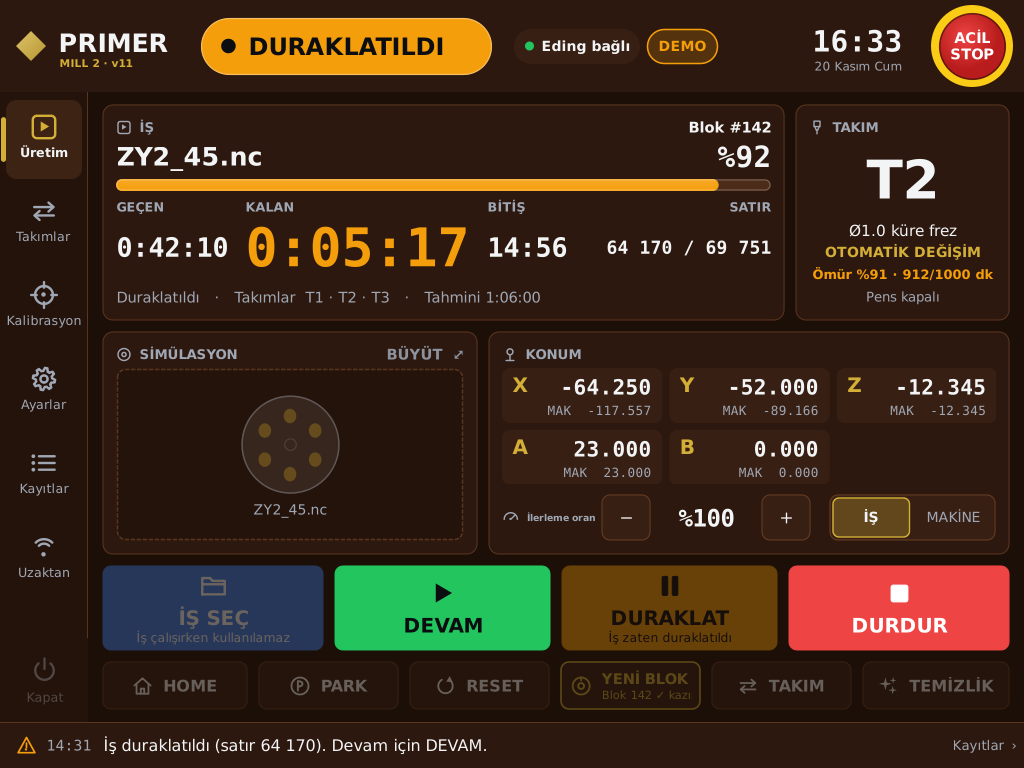 PRIMER
MILL 2 · v11
DURAKLATILDI
Eding bağlı
DEMO
16:33
20 Kasım Cum
ACİL
STOP
Üretim
Takımlar
Kalibrasyon
Ayarlar
Kayıtlar
Uzaktan
Kapat
İŞ
Blok #142
ZY2_45.nc
%92
GEÇEN
KALAN
BİTİŞ
SATIR
0:42:10
0:05:17
14:56
64 170 / 69 751
Duraklatıldı · Takımlar T1 · T2 · T3 · Tahmini 1:06:00
TAKIM
T2
Ø1.0 küre frez
OTOMATİK DEĞİŞİM
Ömür %91 · 912/1000 dk
Pens kapalı
SİMÜLASYON
BÜYÜT
ZY2_45.nc
KONUM
X -64.250
MAK -117.557
Y -52.000
MAK -89.166
Z -12.345
MAK -12.345
A 23.000
MAK 23.000
B 0.000
MAK 0.000
İlerleme oran
−
%100
+
İŞ
MAKİNE
İŞ SEÇ
İş çalışırken kullanılamaz
DEVAM
DURAKLAT
İş zaten duraklatıldı
DURDUR
HOME
PARK
RESET
YENİ BLOK
Blok 142 ✓ kazı
TAKIM
TEMİZLİK
14:31 İş duraklatıldı (satır 64 170). Devam için DEVAM.
Kayıtlar ›